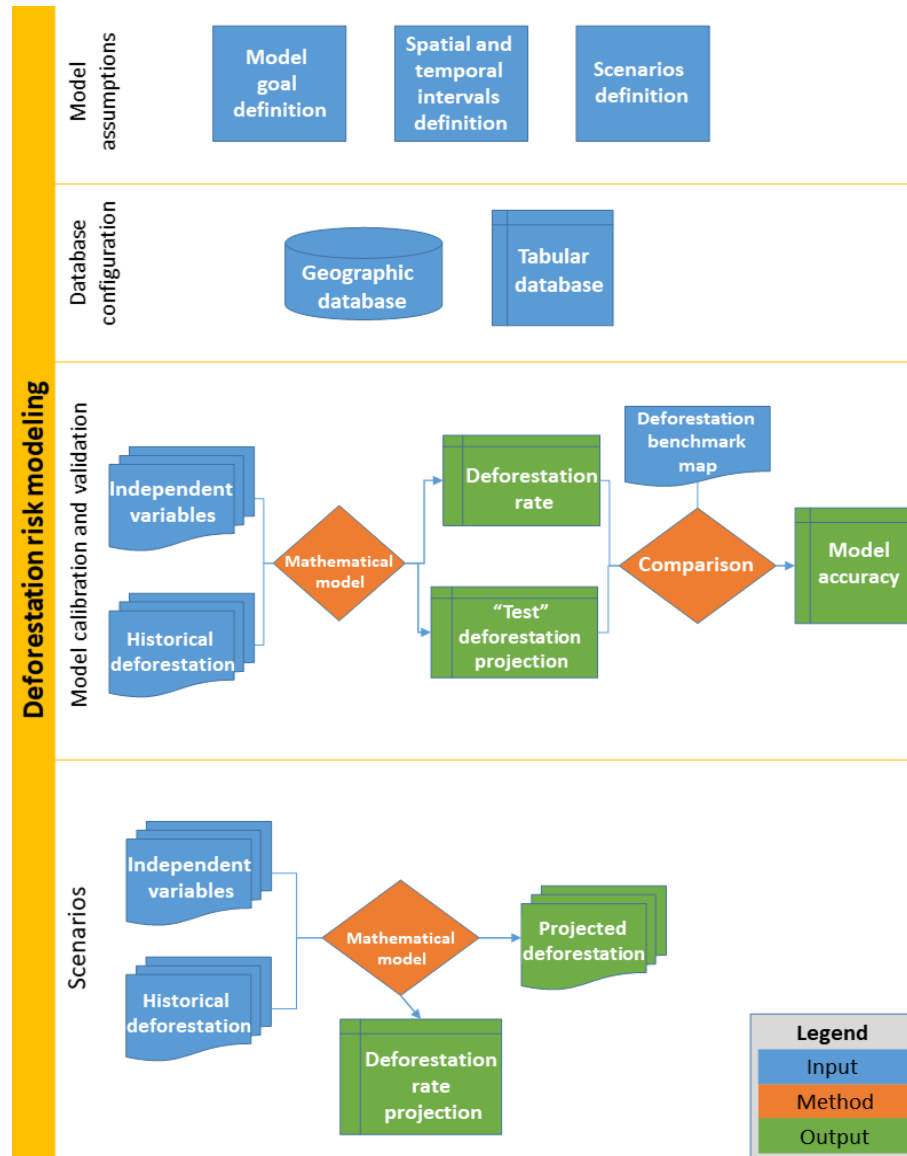 Deforestation risk modeling
Model
assumptions
Model
goal
definition
Spatial and
temporal
intervals
definition
Scenarios
definition
Database
configuration
Geographic
database
Tabular
database
Model calibration and validation
Independent
variables
Historical
deforestation
Mathematical
model
Deforestation
rate
“Test”
deforestation
projection
Deforestation
benchmark
map
Comparison
Model
accuracy
Scenarios
Independent
variables
Historical
deforestation
Mathematical
model
Projected
deforestation
Deforestation
rate
projection
Legend
Input
Method
Output